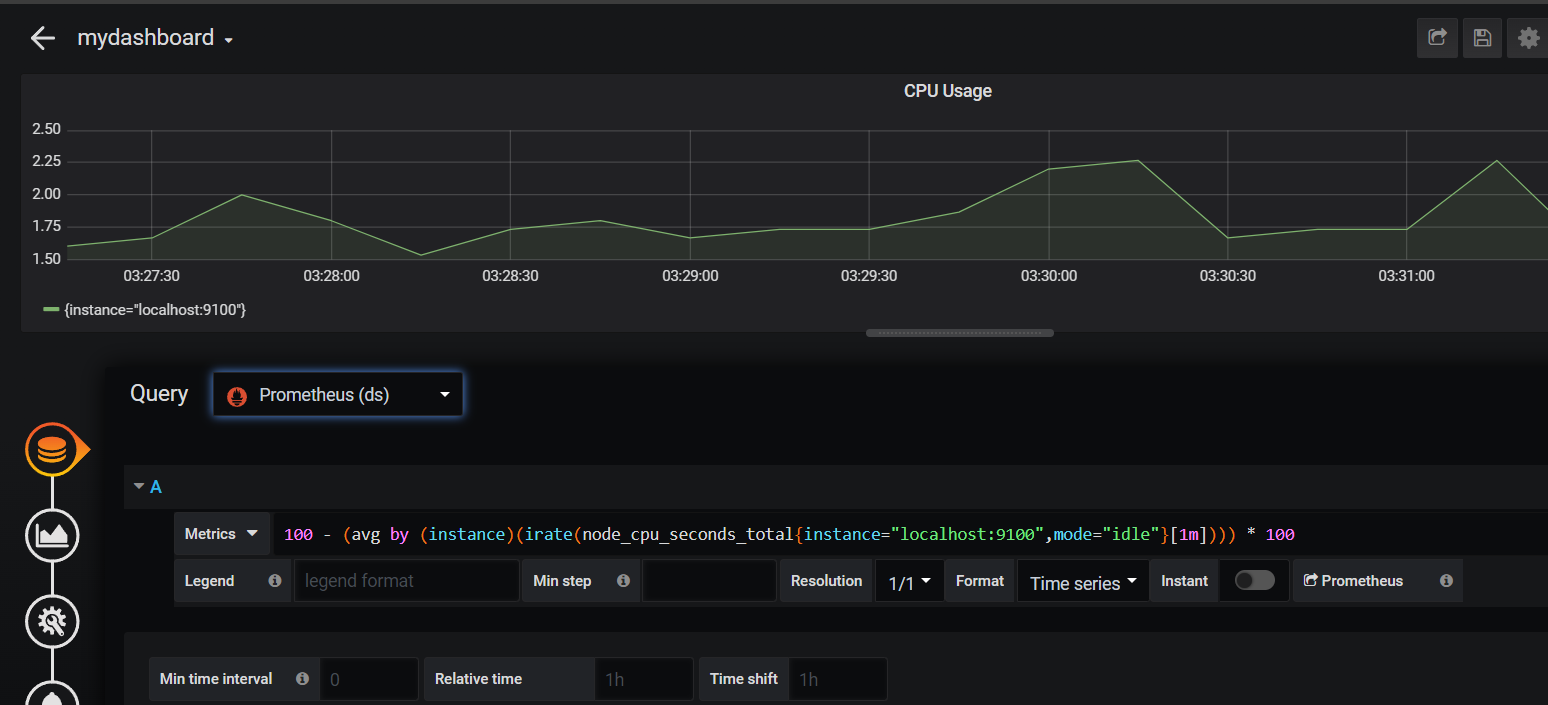 mydashboard
CPU Usage
2.50
2.25
2.00
1.75
1.50
03:27:30 03:28:00 03:28:30 03:29:00 03:29:30 03:30:00 03:30:30 03:31:00
{instance="localhost:9100"}
Query Prometheus (ds)
A
Metrics 100 - (avg by (instance)(irate(node_cpu_seconds_total{instance="localhost:9100",mode="idle"}[1m]))) * 100
Legend legend format Min step Resolution 1/1 Format Time series Instant Prometheus
Min time interval 0 Relative time 1h Time shift 1h